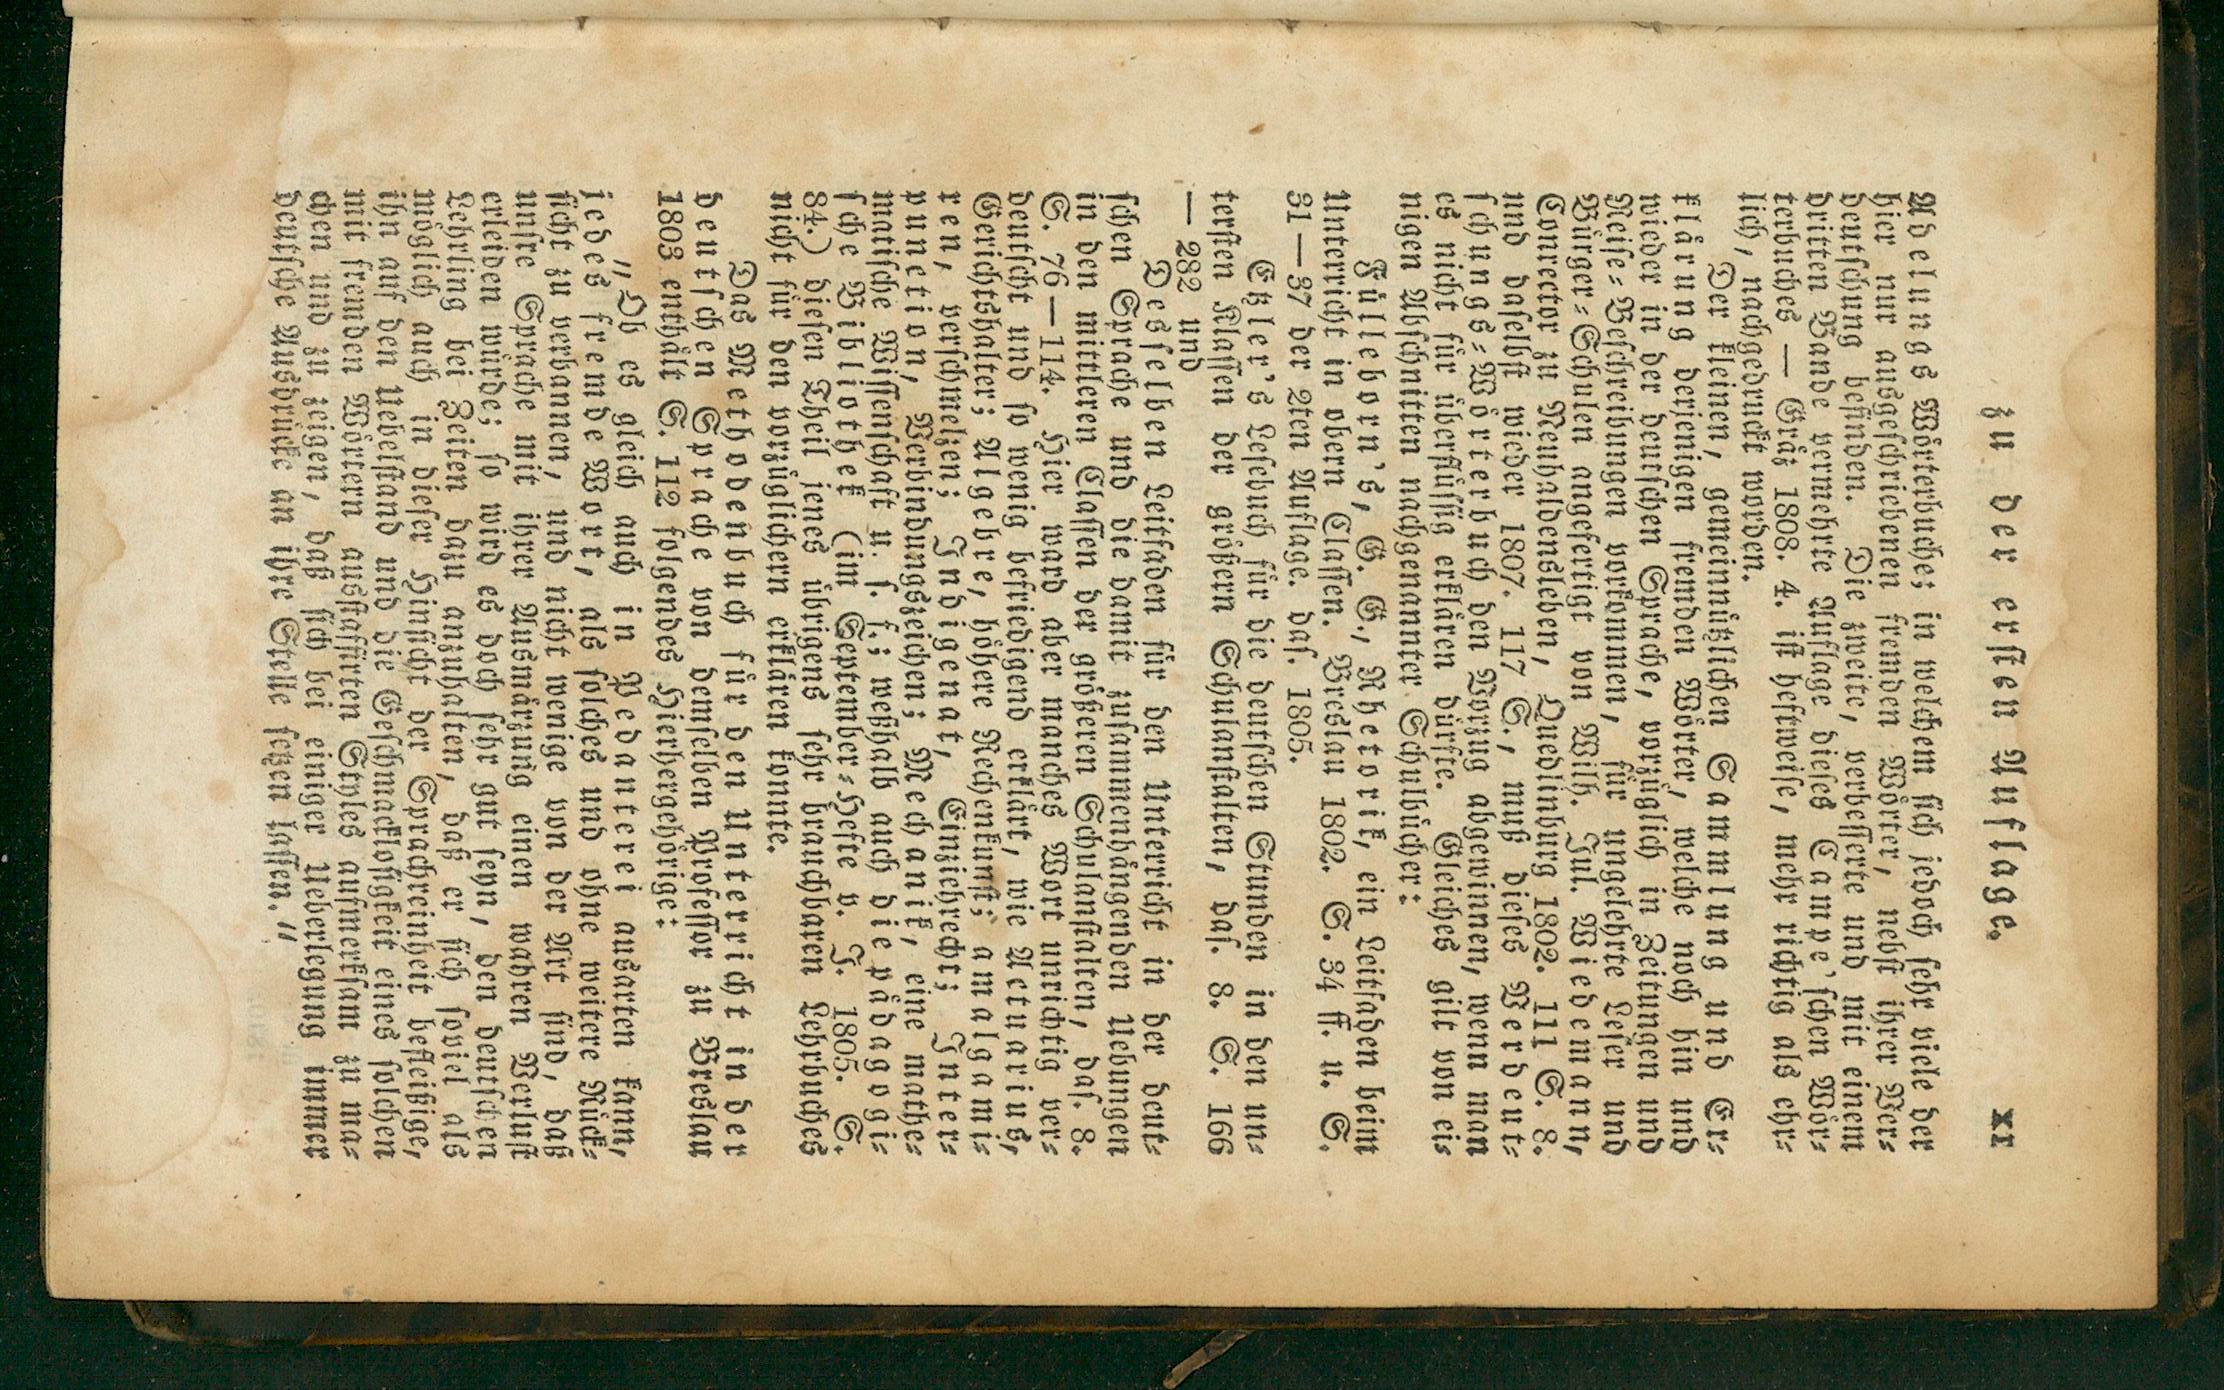 zu der ersten Auflage. XI
Adelungs Wörterbuche; in welchem sich jedoch sehr viele der
hier nur ausgeschriebenen fremden Wörter, nebst ihrer Ver=
deutschung befinden. Die zweite, verbesserte und mit einem
dritten Bande vermehrte Auflage dieses Campe'schen Wör=
terbuches — Gräz 1808. 4. ist heftweise, mehr richtig als ehr=
lich, nachgedruckt worden.
Der kleinen, gemeinnützlichen Sammlung und Er=
klärung derjenigen fremden Wörter, welche noch hin und
wieder in der deutschen Sprache, vorzüglich in Zeitungen und
Reise=Beschreibungen vorkommen, für ungelehrte Leser und
Bürger=Schulen angefertigt von Wilh. Jul. Wiedemann,
Conrector zu Neuhaldensleben, Quedlinburg 1802. 111 S. 8.
und daselbst wieder 1807. 117 S., muß dieses Verdeut=
schungs=Wörterbuch den Vorzug abgewinnen, wenn man
es nicht für überflüssig erklären dürfte. Gleiches gilt von ei=
nigen Abschnitten nachgenannter Schulbücher:
Fülleborn's, G. G., Rhetorik, ein Leitfaden beim
Unterricht in obern Classen. Breslau 1802. S. 34 ff. u. S.
31—37 der 2ten Auflage. das. 1805.
Etzler's Lesebuch für die deutschen Stunden in den un=
tersten Klassen der größern Schulanstalten, das. 8. S. 166
— 282 und
Desselben Leitfaden für den Unterricht in der deut=
schen Sprache und die damit zusammenhängenden Uebungen
in den mittleren Classen der größeren Schulanstalten, das. 8.
S. 76—114. Hier ward aber manches Wort unrichtig ver=
deutscht und so wenig befriedigend erklärt, wie Actuarius,
Gerichtshalter; Algebra, höhere Rechenkunst; amalgami=
ren, verschmelzen; Indigenat, Einzichrecht; Inter=
punction, Verbindungszeichen; Mechanik, eine mathe=
matische Wissenschaft u. s. f.; weßhalb auch die pädagogi=
sche Bibliothek (im September=Hefte v. J. 1805. S.
84.) diesen Theil jenes übrigens sehr brauchbaren Lehrbuches
nicht für den vorzüglichern erklären konnte.
Das Methodenbuch für den Unterricht in der
deutschen Sprache von demselben Professor zu Breslau
1803 enthält S. 112 folgendes Hierhergehörige:
„Ob es gleich auch in Pedanterei ausarten kann,
jedes fremde Wort, als solches und ohne weitere Rück=
sicht zu verbannen, und nicht wenige von der Art sind, daß
unsre Sprache mit ihrer Ausmärzung einen wahren Verlust
erleiden würde; so wird es doch sehr gut seyn, den deutschen
Lehrling bei Zeiten dazu anzuhalten, daß er sich soviel als
möglich auch in dieser Hinsicht der Sprachreinheit befleißige,
ihn auf den Uebelstand und die Geschmacklosigkeit eines solchen
mit fremden Wörtern ausstaffirten Styles aufmerksam zu ma=
chen und zu zeigen, daß sich bei einiger Ueberlegung immer
deutsche Ausdrücke an ihre Stelle setzen lassen.„